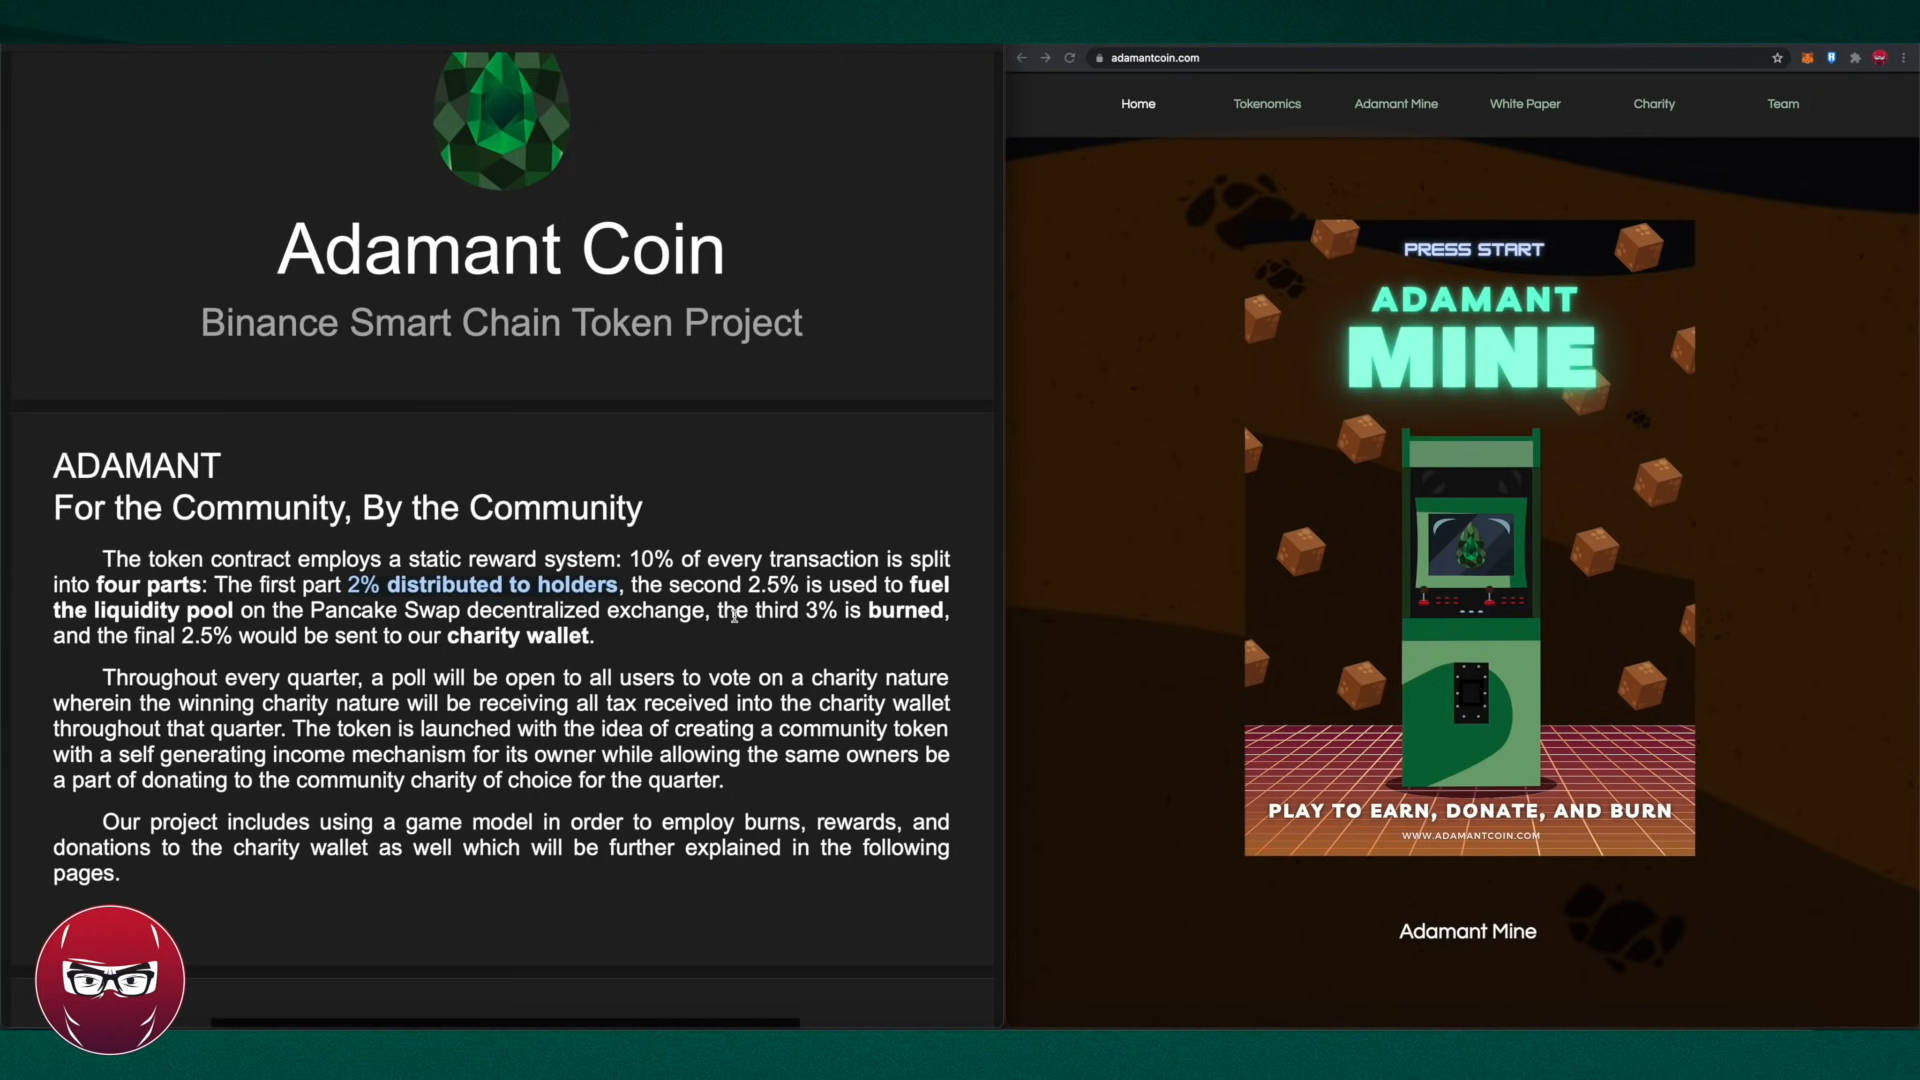 Adamant Coin
Binance Smart Chain Token Project
ADAMANT
For the Community, By the Community
The token contract employs a static reward system: 10% of every transaction is split
into four parts: The first part 2% distributed to holders, the second 2.5% is used to fuel
the liquidity pool on the Pancake Swap decentralized exchange, the third 3% is burned,
and the final 2.5% would be sent to our charity wallet.
Throughout every quarter, a poll will be open to all users to vote on a charity nature
wherein the winning charity nature will be receiving all tax received into the charity wallet
throughout that quarter. The token is launched with the idea of creating a community token
with a self generating income mechanism for its owner while allowing the same owners be
a part of donating to the community charity of choice for the quarter.
Our project includes using a game model in order to employ burns, rewards, and
donations to the charity wallet as well which will be further explained in the following
pages.
adamantcoin.com
Home Tokenomics Adamant Mine White Paper Charity Team
PRESS START
ADAMANT
MINE
PLAY TO EARN, DONATE, AND BURN
WWW.ADAMANTCOIN.COM
Adamant Mine